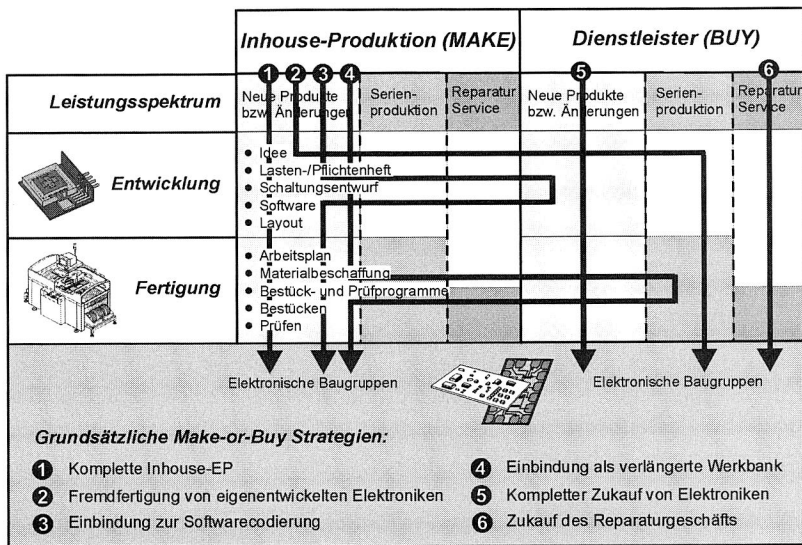 Inhouse-Produktion (MAKE)
Dienstleister (BUY)
1 2 3 4 5 6
Leistungsspektrum
Neue Produkte
bzw. Änderungen
Serien-
produktion
Reparatur
Service
Neue Produkte
bzw. Änderungen
Serien-
produktion
Reparatur
Service
Entwicklung
• Idee
• Lasten-/Pflichtenheft
• Schaltungsentwurf
• Software
• Layout
Fertigung
• Arbeitsplan
• Materialbeschaffung
• Bestück- und Prüfprogramme
• Bestücken
• Prüfen
Elektronische Baugruppen
Elektronische Baugruppen
Grundsätzliche Make-or-Buy Strategien:
1 Komplette Inhouse-EP
2 Fremdfertigung von eigenentwickelten Elektroniken
3 Einbindung zur Softwarecodierung
4 Einbindung als verlängerte Werkbank
5 Kompletter Zukauf von Elektroniken
6 Zukauf des Reparaturgeschäfts